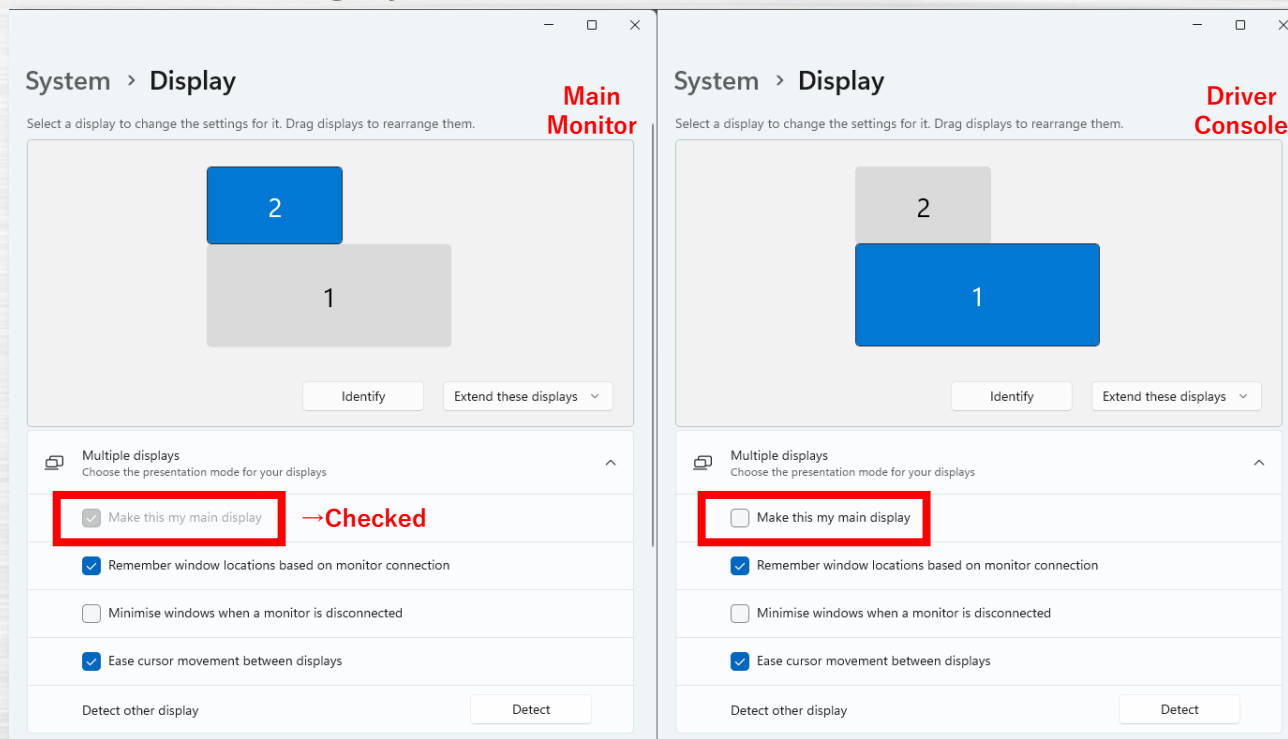 System > Display
Main
Monitor
Select a display to change the settings for it. Drag displays to rearrange them.
2
1
Identify
Extend these displays
Multiple displays
Choose the presentation mode for your displays
Make this my main display
→Checked
Remember window locations based on monitor connection
Minimise windows when a monitor is disconnected
Ease cursor movement between displays
Detect other display
Detect
System > Display
Driver
Console
Select a display to change the settings for it. Drag displays to rearrange them.
2
1
Identify
Extend these displays
Multiple displays
Choose the presentation mode for your displays
Make this my main display
Remember window locations based on monitor connection
Minimise windows when a monitor is disconnected
Ease cursor movement between displays
Detect other display
Detect